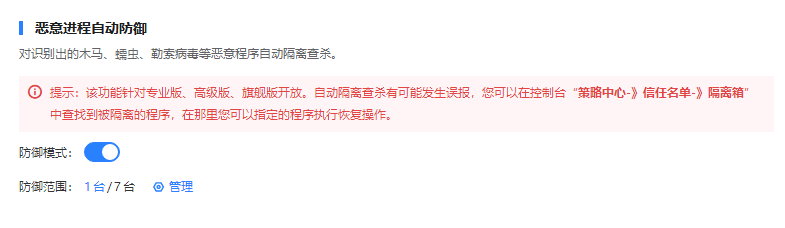 恶意进程自动防御
对识别出的木马、蠕虫、勒索病毒等恶意程序自动隔离查杀。
提示：该功能针对专业版、高级版、旗舰版开放。自动隔离查杀有可能发生误报，您可以在控制台“策略中心-》信任名单-》隔离箱”
中查找到被隔离的程序，在那里您可以指定的程序执行恢复操作。
防御模式：
防御范围： 1 台 / 7 台 管理